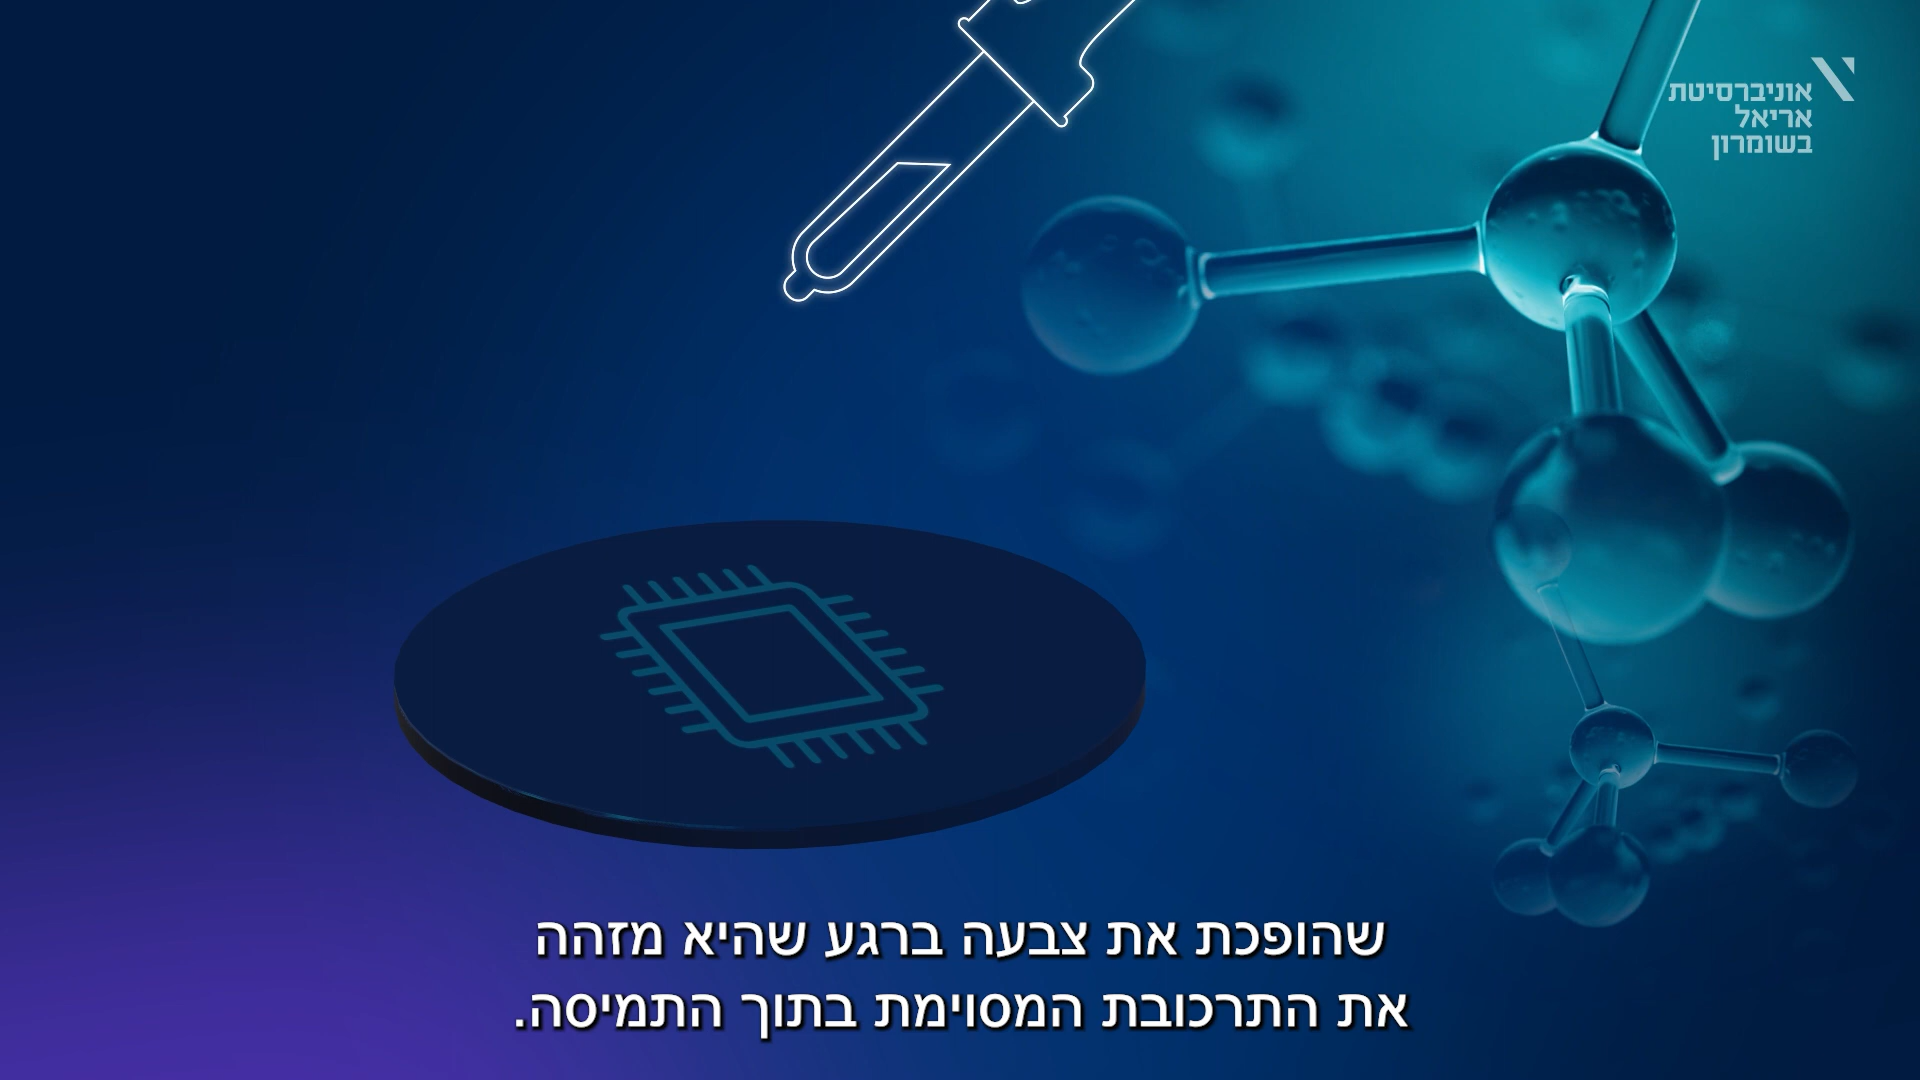 אוניברסיטת
אריאל
בשומרון
שהופכת את צבעה ברגע שהיא מזהה
את התרכובת המסוימת בתוך התמיסה.